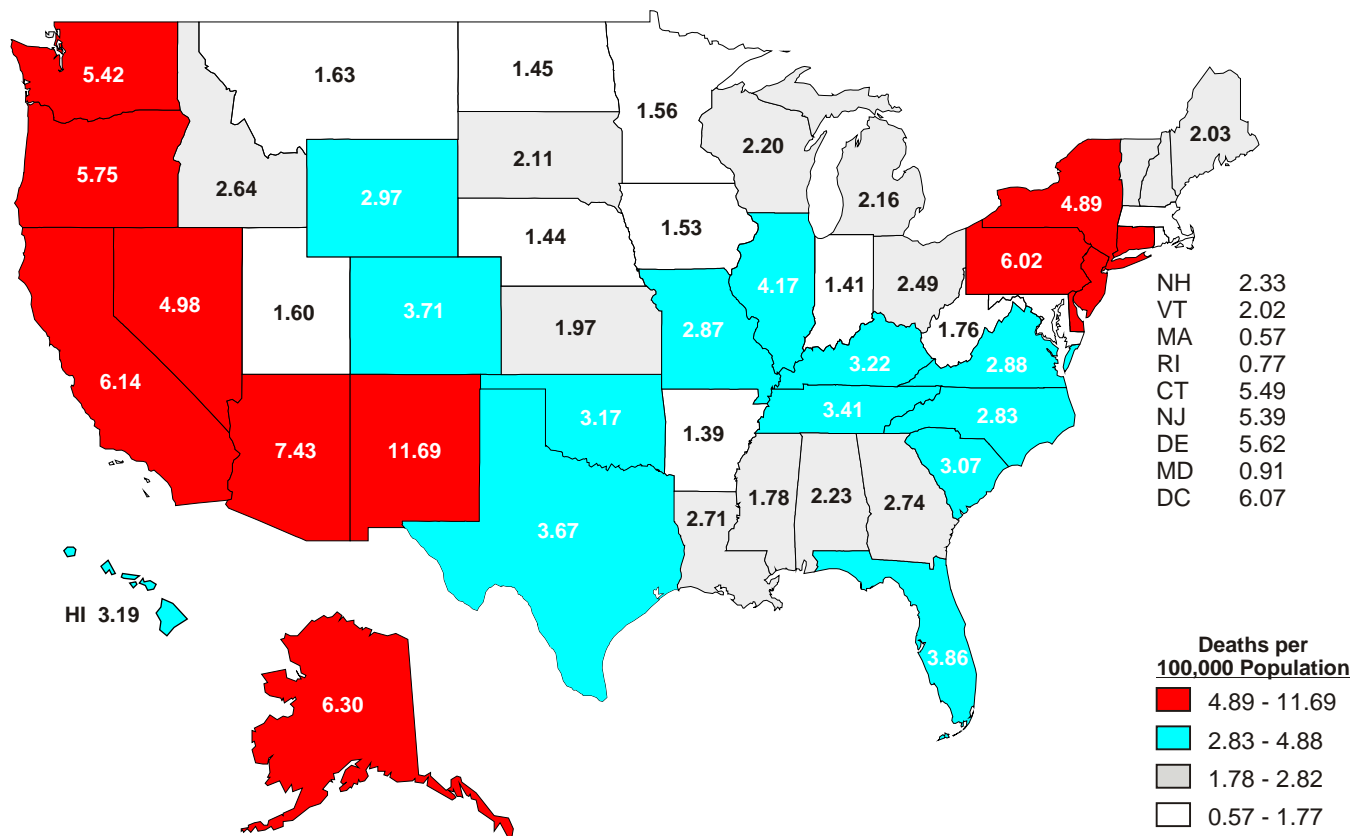 5.42
1.63
1.45
1.56
2.03
2.20
5.75
2.11
2.64
2.97
2.16
4.89
1.53
1.44
6.02
4.98
1.60
3.71
4.17
1.41
2.49
1.97
2.87
1.76
6.14
3.22
2.88
3.41
2.83
3.17
1.39
7.43
11.69
3.07
1.78
2.23
2.74
2.71
3.67
HI 3.19
3.86
6.30
NH 2.33
VT 2.02
MA 0.57
RI 0.77
CT 5.49
NJ 5.39
DE 5.62
MD 0.91
DC 6.07
Deaths per
100,000 Population
4.89 - 11.69
2.83 - 4.88
1.78 - 2.82
0.57 - 1.77